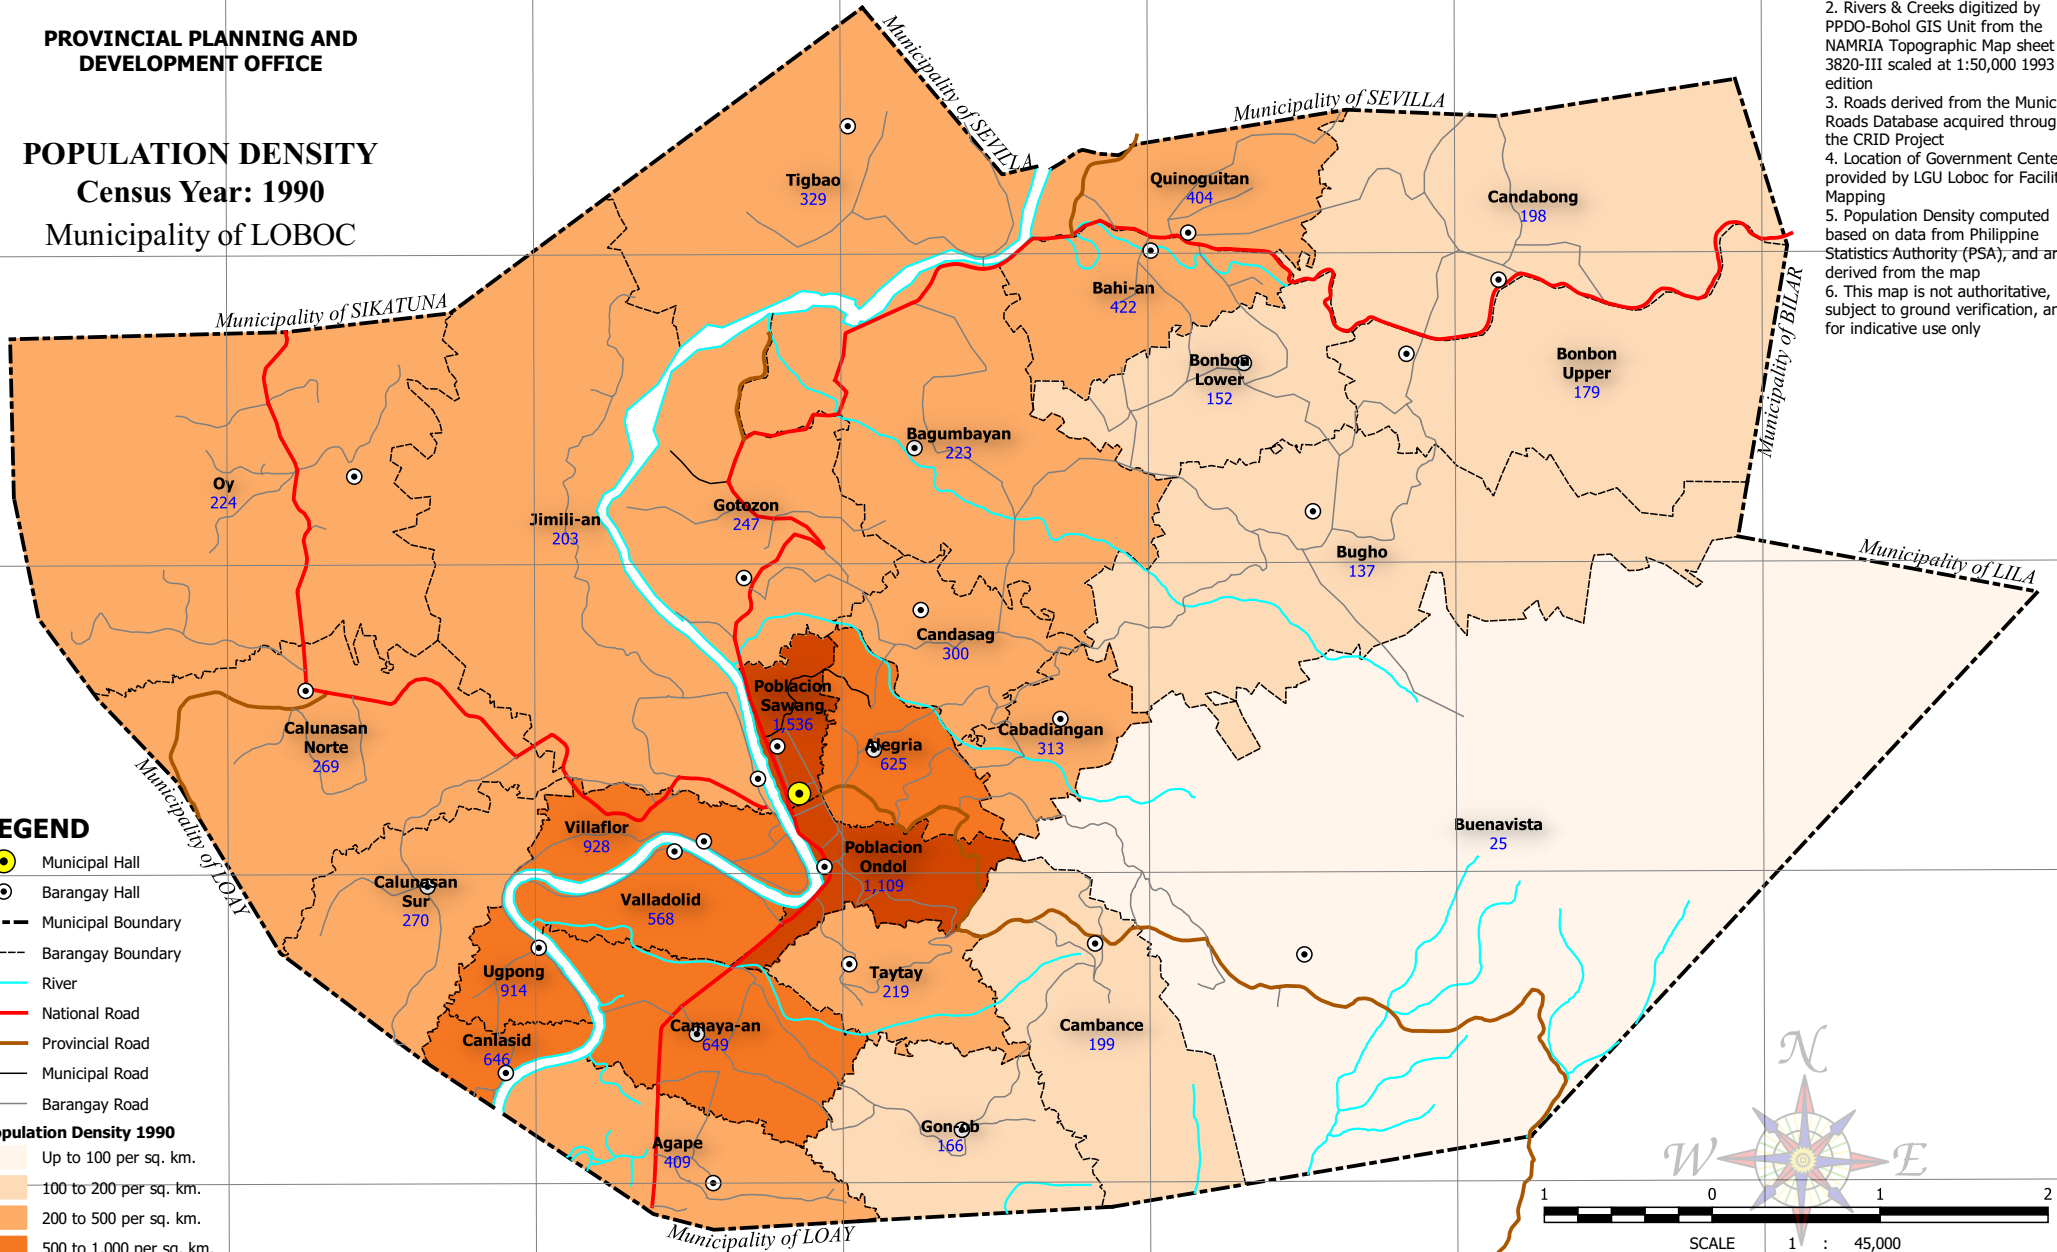 PROVINCIAL PLANNING AND
DEVELOPMENT OFFICE
POPULATION DENSITY
Census Year: 1990
Municipality of LOBOC
2. Rivers & Creeks digitized by
PPDO-Bohol GIS Unit from the
NAMRIA Topographic Map sheet
3820-III scaled at 1:50,000 1993
edition
3. Roads derived from the Munic
Roads Database acquired throug
the CRID Project
4. Location of Government Cente
provided by LGU Loboc for Facilit
Mapping
5. Population Density computed
based on data from Philippine
Statistics Authority (PSA), and ar
derived from the map
6. This map is not authoritative,
subject to ground verification, an
for indicative use only
Municipality of SEVILLA
Municipality of SEVILLA
Municipality of SIKATUNA
Municipality of BILAR
Municipality of LILA
Municipality of LOAY
Municipality of LOAY
Tigbao
329
Quinoguitan
404
Candabong
198
Bahi-an
422
Bonbon
Lower
152
Bonbon
Upper
179
Bagumbayan
223
Oy
224
Jimili-an
203
Gotozon
247
Bugho
137
Candasag
300
Poblacion
Sawang
1,536
Cabadiangan
313
Alegria
625
Calunasan
Norte
269
Villaflor
928
Buenavista
25
Poblacion
Ondol
1,109
Calunasan
Sur
270
Valladolid
568
Ugpong
914
Taytay
219
Camaya-an
649
Cambance
199
Canlasid
646
Gon-ob
166
Agape
409
EGEND
Municipal Hall
Barangay Hall
Municipal Boundary
Barangay Boundary
River
National Road
Provincial Road
Municipal Road
Barangay Road
opulation Density 1990
Up to 100 per sq. km.
100 to 200 per sq. km.
200 to 500 per sq. km.
500 to 1,000 per sq. km.
N
W E
1 0 1 2
SCALE 1 : 45,000